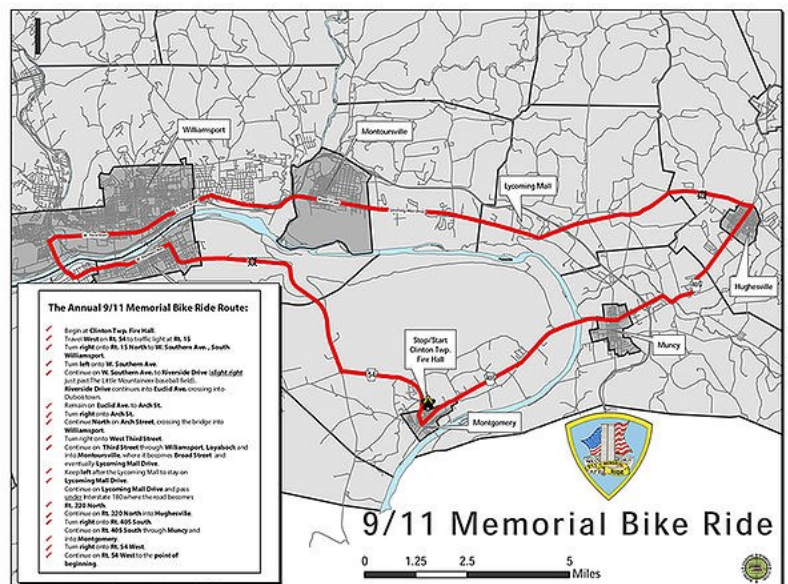 Williamsport
Montoursville
Lycoming Mall
Hughesville
Muncy
Stop/Start
Clinton Twp.
Fire Hall
Montgomery
54
405
The Annual 9/11 Memorial Bike Ride Route:
Begin at Clinton Twp. Fire Hall.
Travel West on Rt. 54 to traffic light at Rt. 15
Turn right onto Rt. 15 North to W. Southern Ave., South
Williamsport.
Turn left onto W. Southern Ave.
Continue on W. Southern Ave. to Riverside Drive (slight right
just past The Little Mountaineer baseball field).
Riverside Drive continues into Euclid Ave. crossing into
Duboistown.
Remain on Euclid Ave. to Arch St.
Turn right onto Arch St.
Continue North on Arch Street, crossing the bridge into
Williamsport.
Turn right onto West Third Street.
Continue on Third Street through Williamsport, Loyalsock and
into Montoursville, where it becomes Broad Street and
eventually Lycoming Mall Drive.
Keep left after the Lycoming Mall to stay on
Lycoming Mall Drive.
Continue on Lycoming Mall Drive and pass
under Interstate 180 where the road becomes
Rt. 220 North.
Continue on Rt. 220 North into Hughesville.
Turn right onto Rt. 405 South.
Continue on Rt. 405 South through Muncy and
into Montgomery.
Turn right onto Rt. 54 West.
Continue on Rt. 54 West to the point of
beginning.
9/11 Memorial Bike Ride
0 1.25 2.5 5
Miles